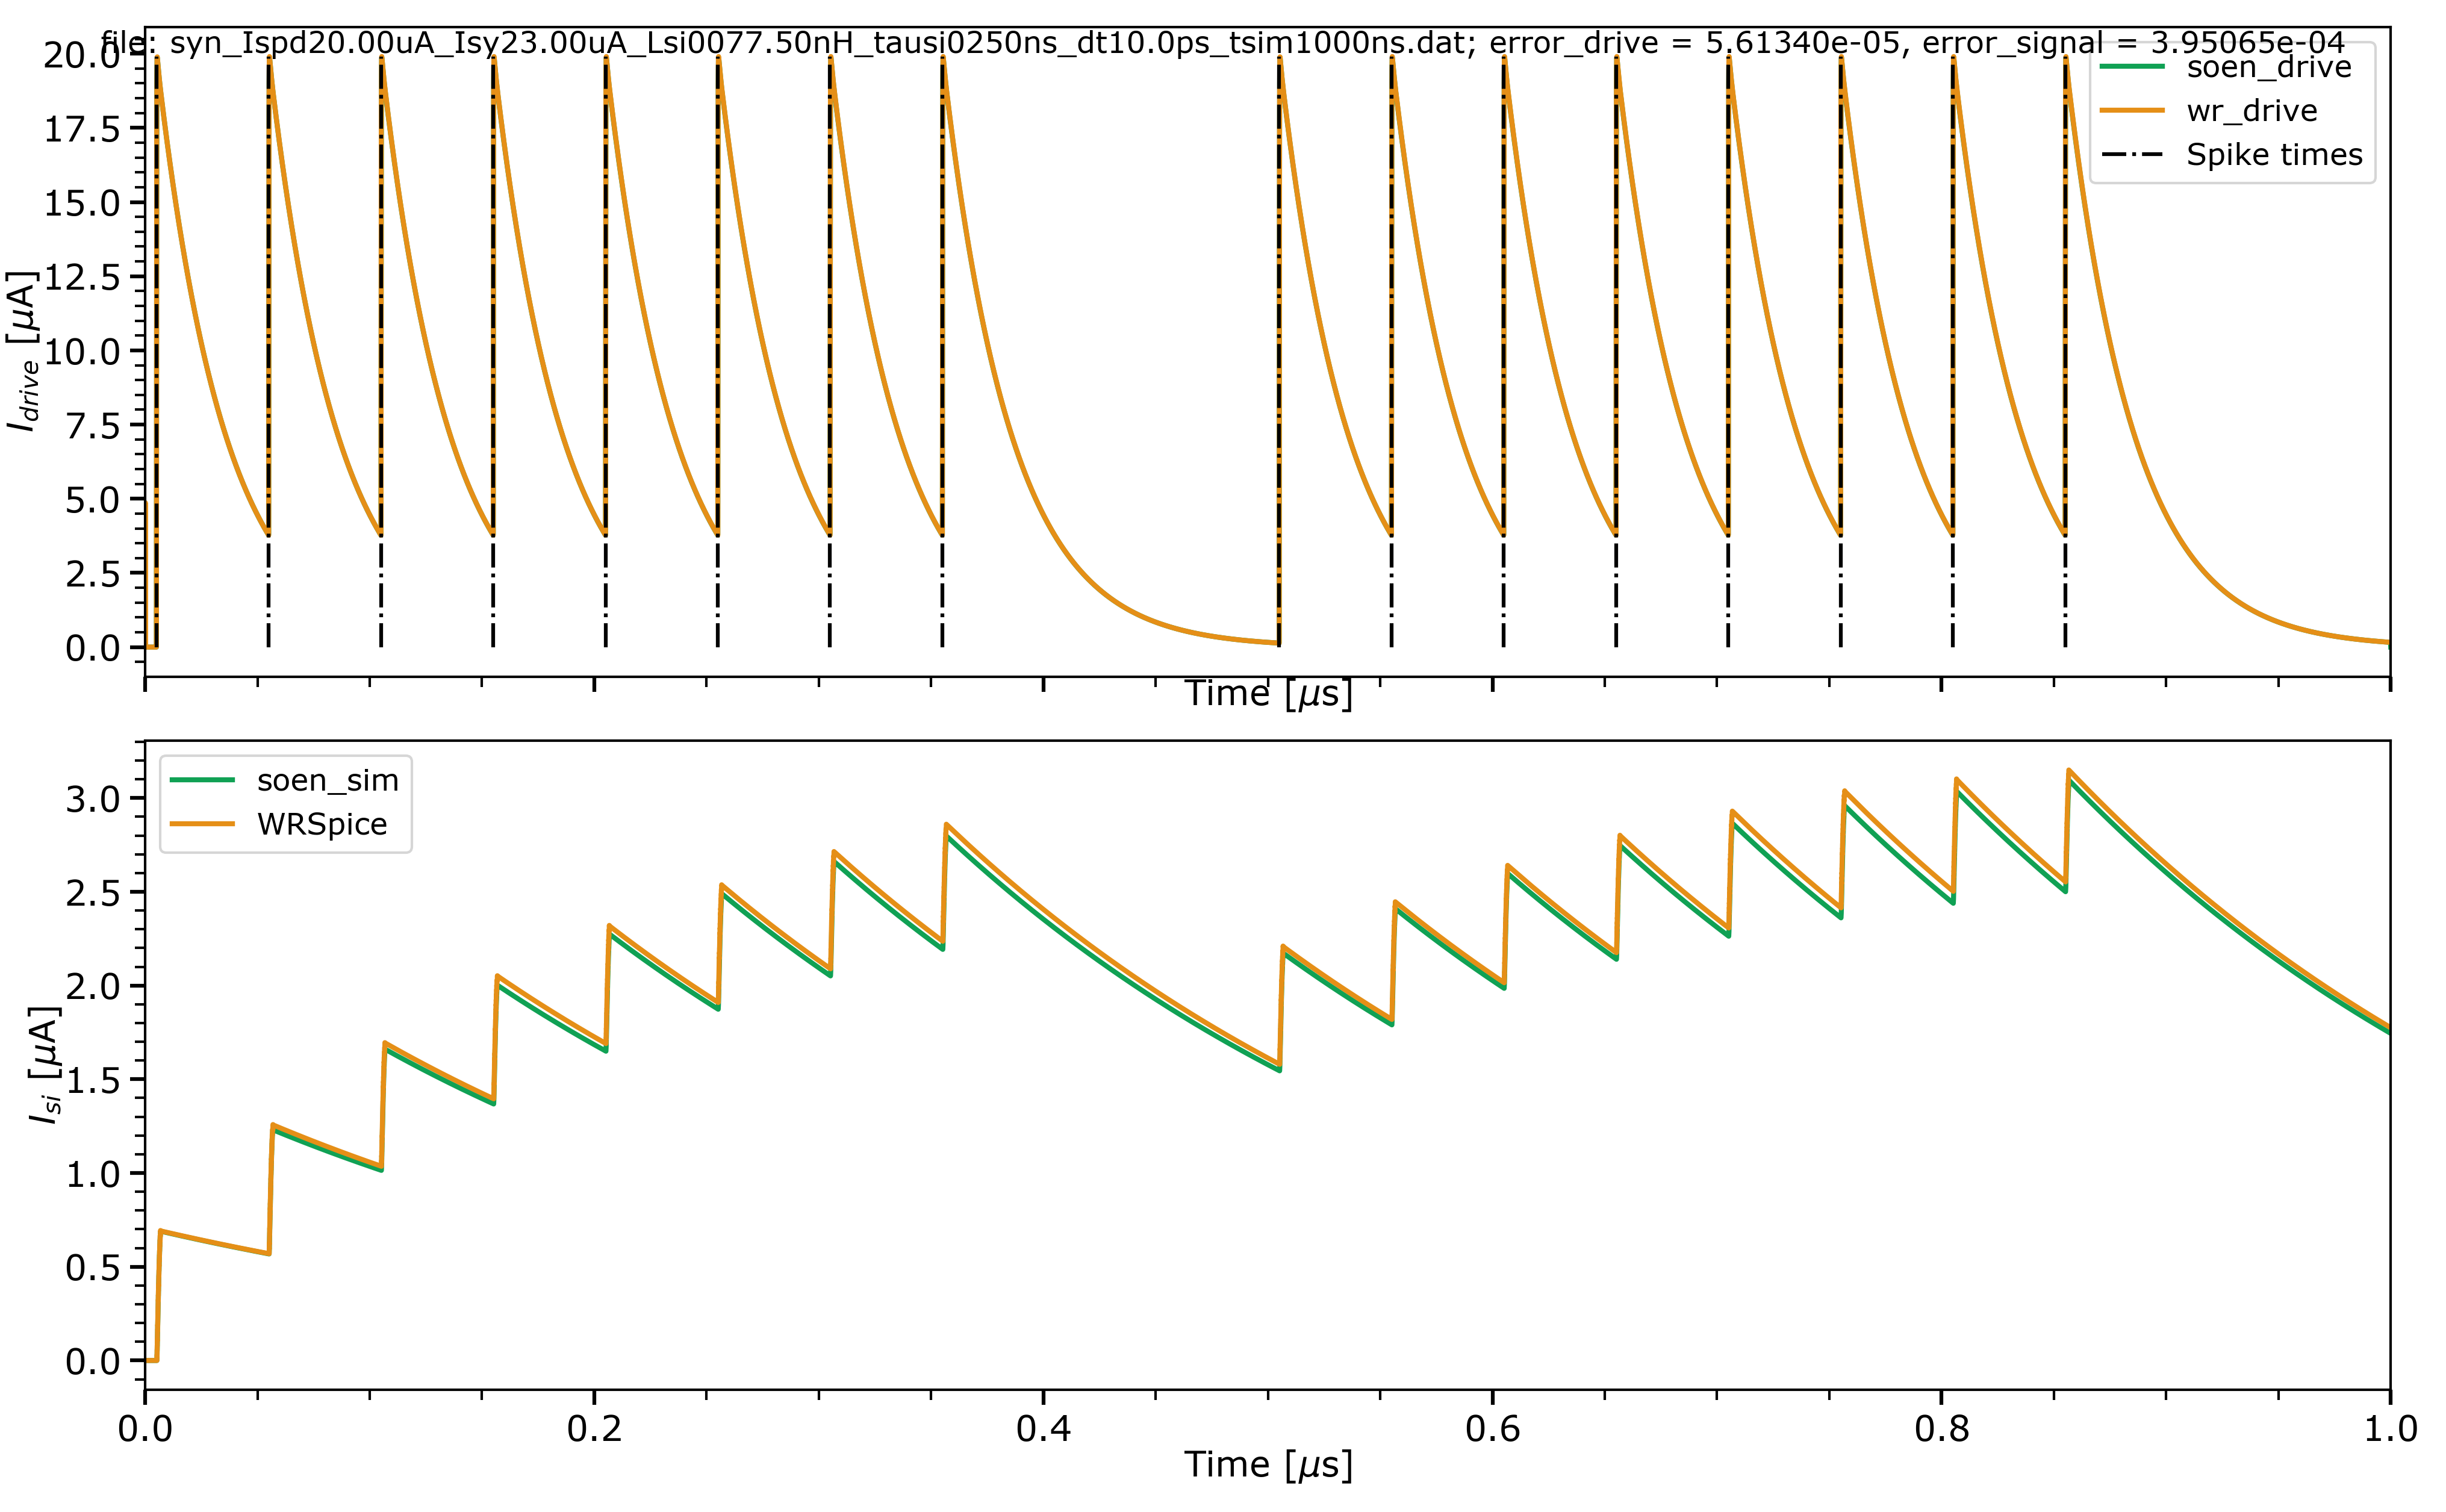 file: syn_Ispd20.00uA_Isy23.00uA_Lsi0077.50nH_tausi0250ns_dt10.0ps_tsim1000ns.dat; error_drive = 5.61340e-05, error_signal = 3.95065e-04
20.0
17.5
15.0
12.5
10.0
7.5
5.0
2.5
0.0
I_drive [μA]
soen_drive
wr_drive
Spike times
Time [μs]
3.0
2.5
2.0
1.5
1.0
0.5
0.0
I_si [μA]
soen_sim
WRSpice
0.0 0.2 0.4 0.6 0.8 1.0
Time [μs]